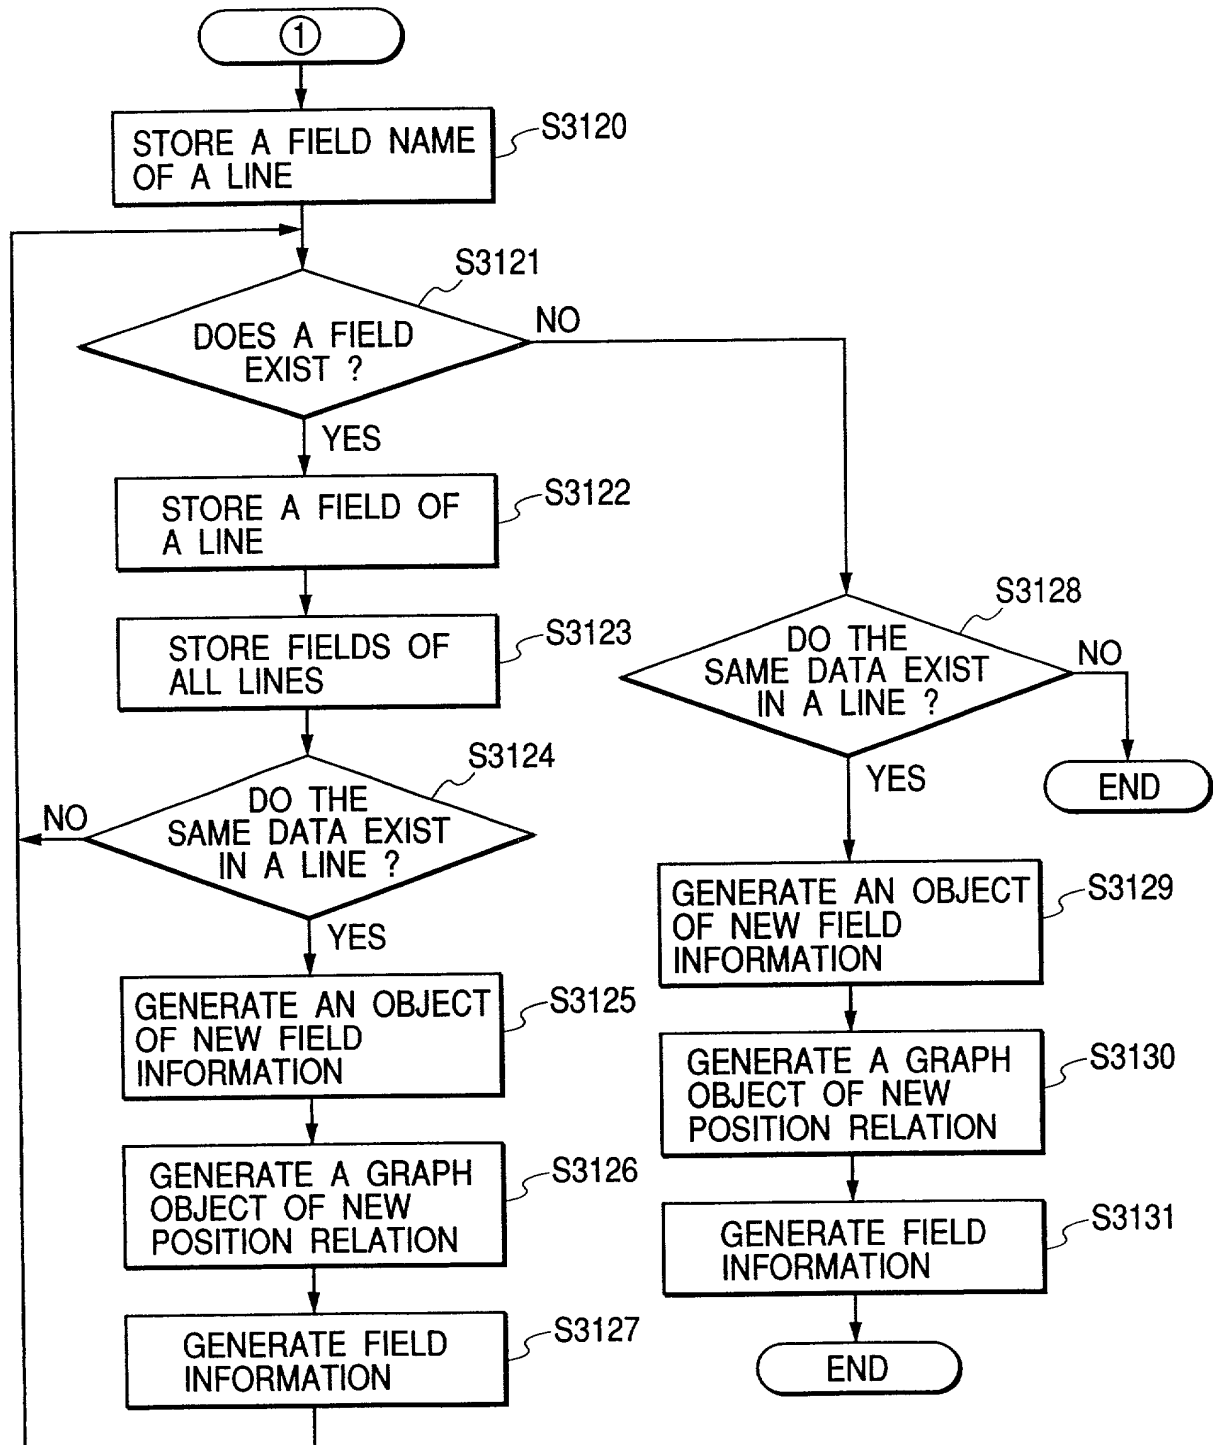 1
STORE A FIELD NAME
OF A LINE
S3120
S3121
DOES A FIELD
EXIST ?
NO
YES
STORE A FIELD OF
A LINE
S3122
STORE FIELDS OF
ALL LINES
S3123
S3124
DO THE
SAME DATA EXIST
IN A LINE ?
NO
YES
GENERATE AN OBJECT
OF NEW FIELD
INFORMATION
S3125
GENERATE A GRAPH
OBJECT OF NEW
POSITION RELATION
S3126
GENERATE FIELD
INFORMATION
S3127
S3128
DO THE
SAME DATA EXIST
IN A LINE ?
NO
END
YES
GENERATE AN OBJECT
OF NEW FIELD
INFORMATION
S3129
GENERATE A GRAPH
OBJECT OF NEW
POSITION RELATION
S3130
GENERATE FIELD
INFORMATION
S3131
END